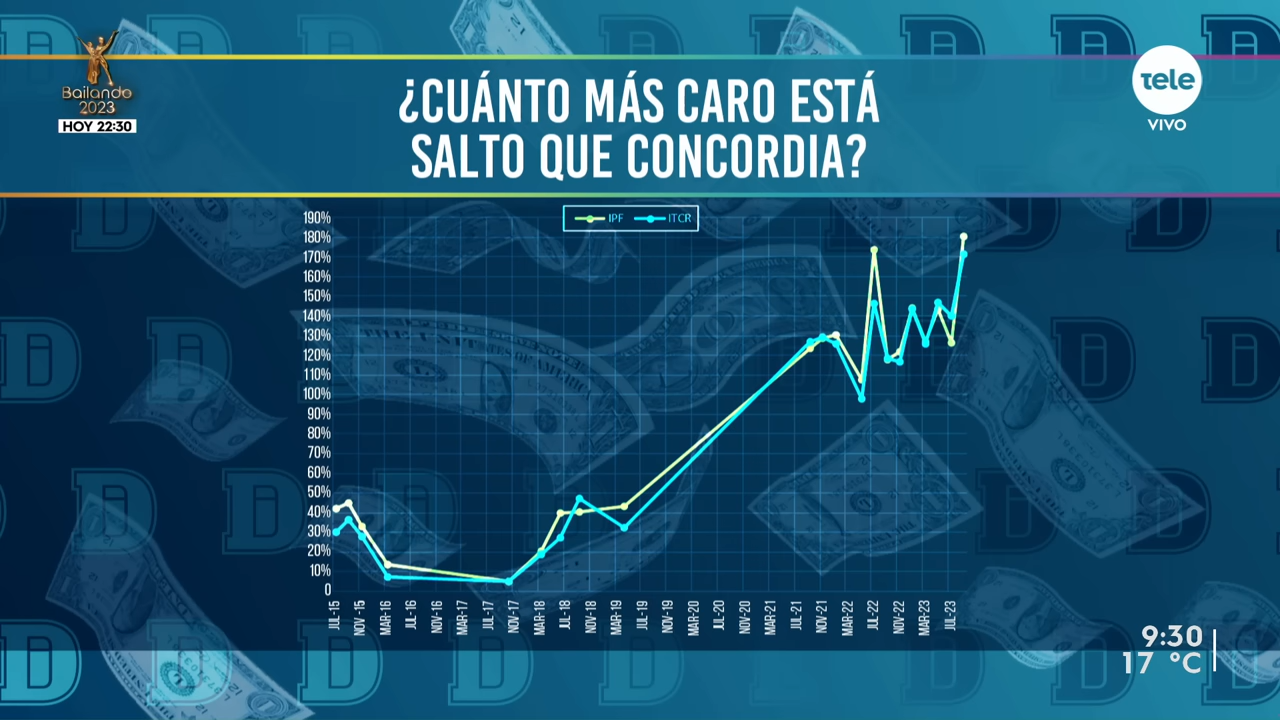 Bailando
2023
HOY 22:30
¿CUÁNTO MÁS CARO ESTÁ
SALTO QUE CONCORDIA?
tele
VIVO
IPF ITCR
190%
180%
170%
160%
150%
140%
130%
120%
110%
100%
90%
80%
70%
60%
50%
40%
30%
20%
10%
0
JUL-15
NOV-15
MAR-16
JUL-16
NOV-16
MAR-17
JUL-17
NOV-17
MAR-18
JUL-18
NOV-18
MAR-19
JUL-19
NOV-19
MAR-20
JUL-20
NOV-20
MAR-21
JUL-21
NOV-21
MAR-22
JUL-22
NOV-22
MAR-23
JUL-23
9:30
17 °C